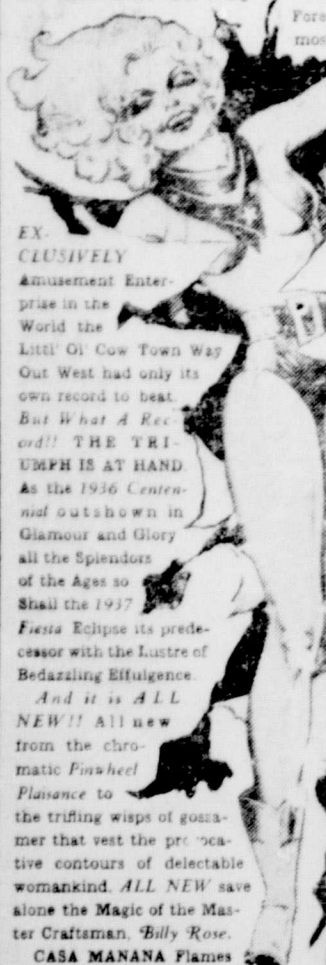 Fore
mos
EX-
CLUSIVELY
Amusement Enter-
prise in the
World the
Littl' Ol' Cow Town Way
Out West had only its
own record to beat.
But What A Rec-
ord!! THE TRI-
UMPH IS AT HAND.
As the 1936 Centen-
nial outshown in
Glamour and Glory
all the Splendors
of the Ages so
Shall the 1937
Fiesta Eclipse its prede-
cessor with the Lustre of
Bedazzling Effulgence.
And it is ALL
NEW!! All new
from the chro-
matic Pinwheel
Plaisance to
the trifling wisps of gossa-
mer that vest the provoca-
tive contours of delectable
womankind. ALL NEW save
alone the Magic of the Mas-
ter Craftsman, Billy Rose.
CASA MANANA Flames